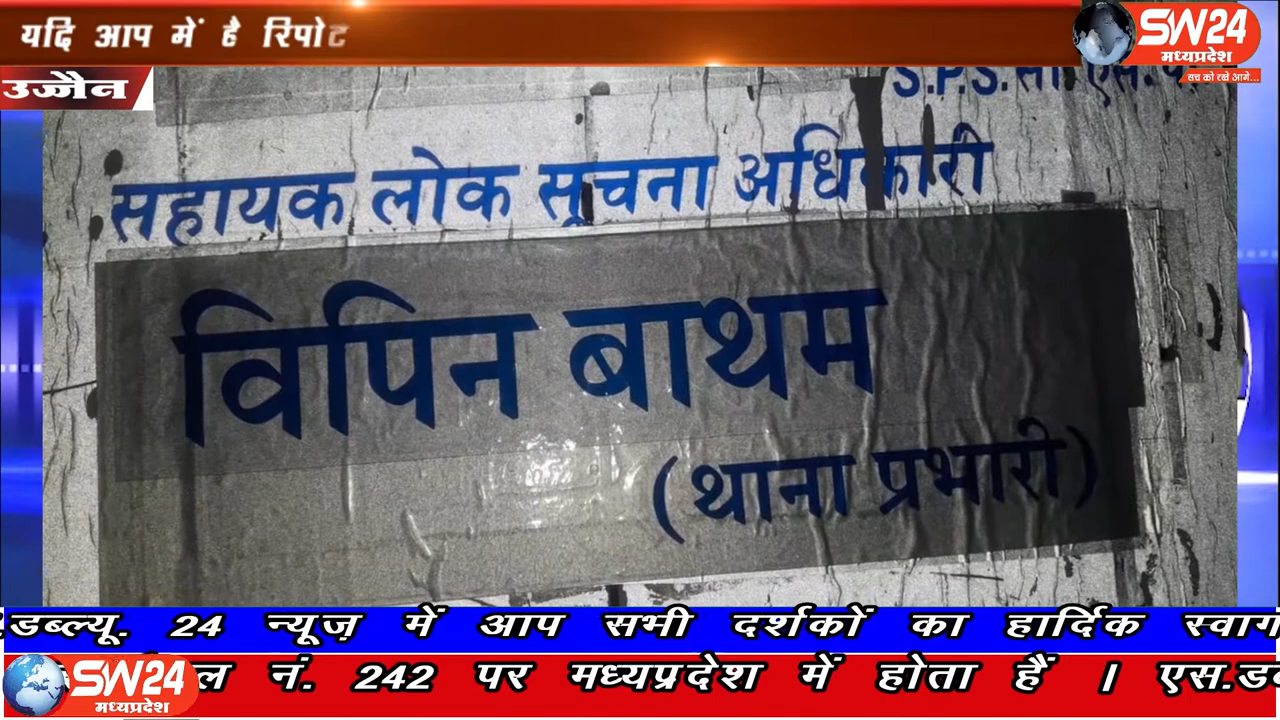 यदि आप में है रिपोट
SW24
मध्यप्रदेश
सच को रखे आगे...
उज्जैन
सहायक लोक सूचना अधिकारी
विपिन बाथम
(थाना प्रभारी)
डब्ल्यू. 24 न्यूज़ में आप सभी दर्शकों का हार्दिक
नं. 242 पर मध्यप्रदेश में होता हैं ।
SW24
मध्यप्रदेश